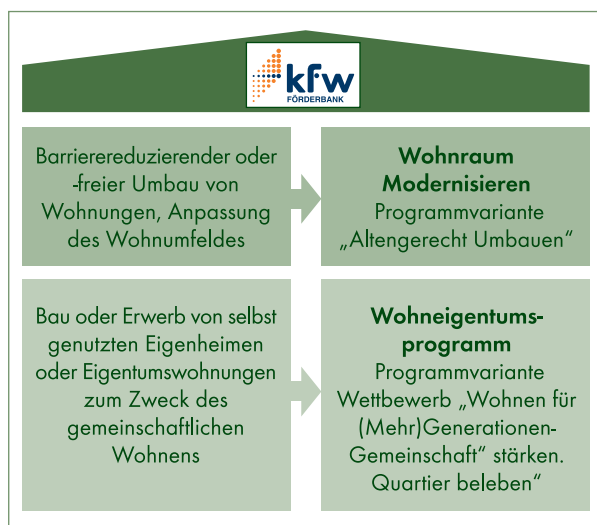 kfw
FÖRDERBANK
Barrierereduzierender oder
-freier Umbau von
Wohnungen, Anpassung
des Wohnumfeldes
Wohnraum
Modernisieren
Programmvariante
„Altengerecht Umbauen“
Bau oder Erwerb von selbst
genutzten Eigenheimen
oder Eigentumswohnungen
zum Zweck des
gemeinschaftlichen
Wohnens
Wohneigentums-
programm
Programmvariante
Wettbewerb „Wohnen für
(Mehr)Generationen-
Gemeinschaft“ stärken.
Quartier beleben“